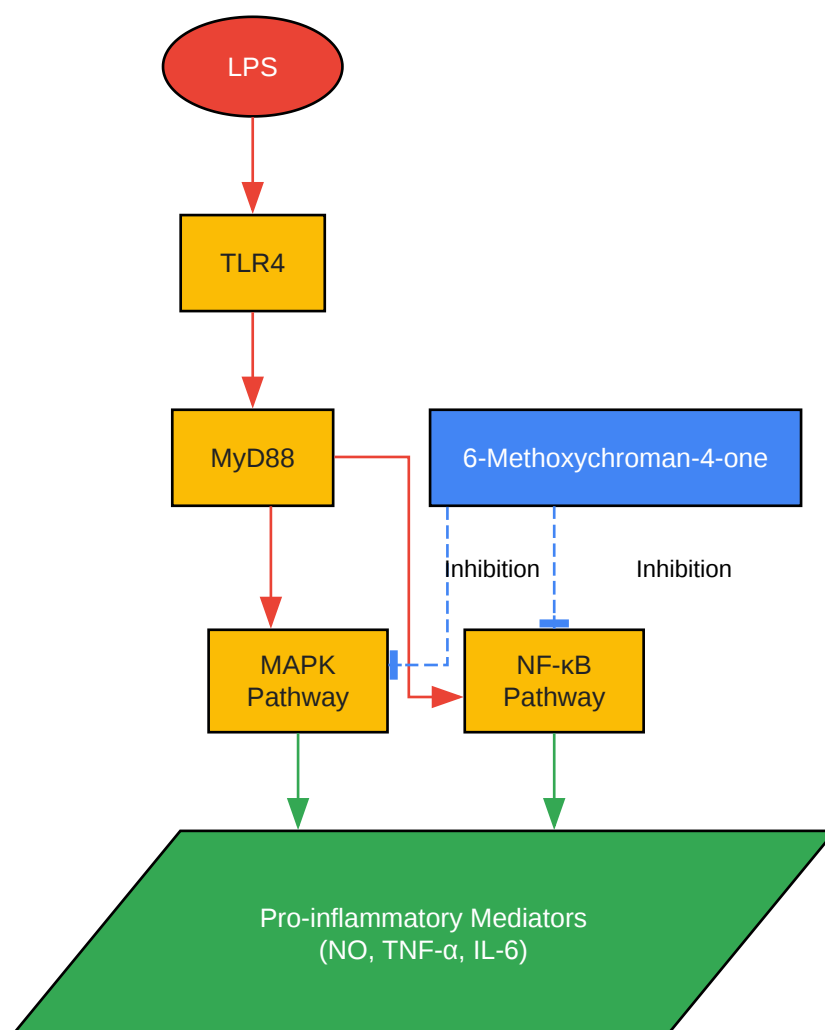 LPS
TLR4
MyD88
6-Methoxychroman-4-one
Inhibition
Inhibition
MAPK
Pathway
NF-κB
Pathway
Pro-inflammatory Mediators
(NO, TNF-α, IL-6)